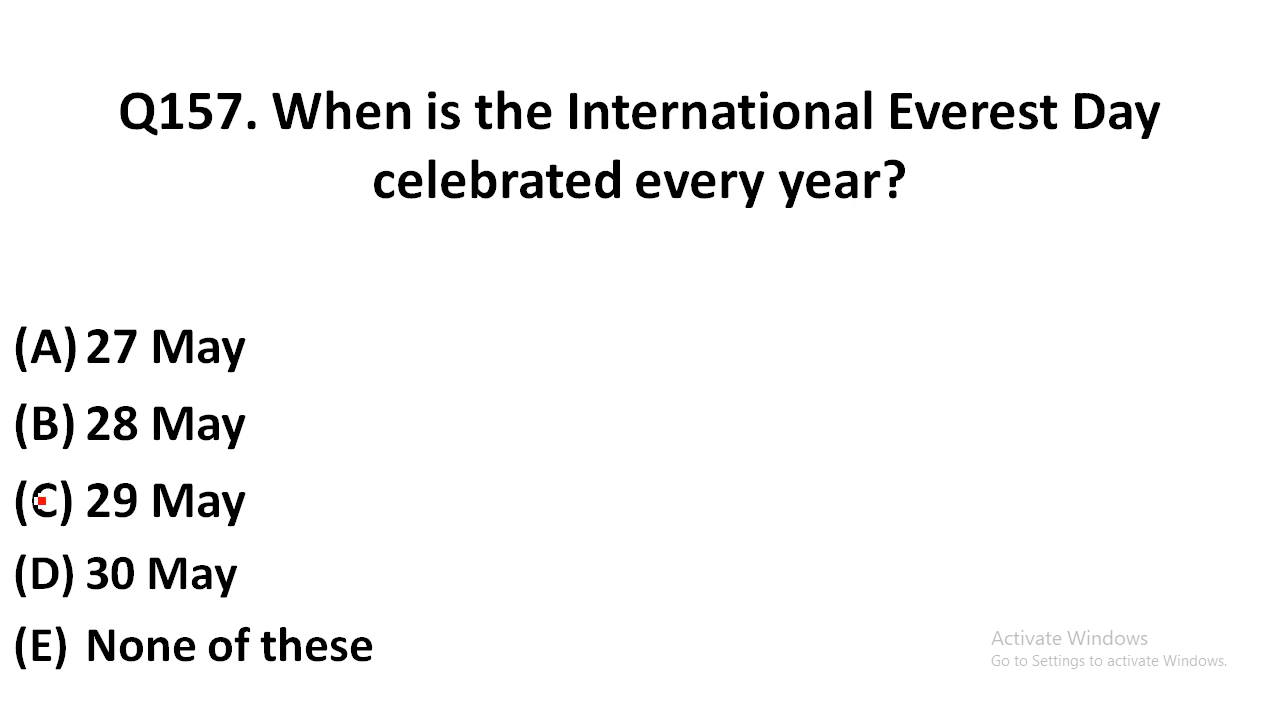 Q157. When is the International Everest Day
celebrated every year?
(A) 27 May
(B) 28 May
(C) 29 May
(D) 30 May
(E) None of these
Activate Windows
Go to Settings to activate Windows.